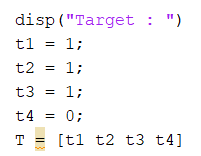 disp("Target : ")
t1 = 1;
t2 = 1;
t3 = 1;
t4 = 0;
T = [t1 t2 t3 t4]